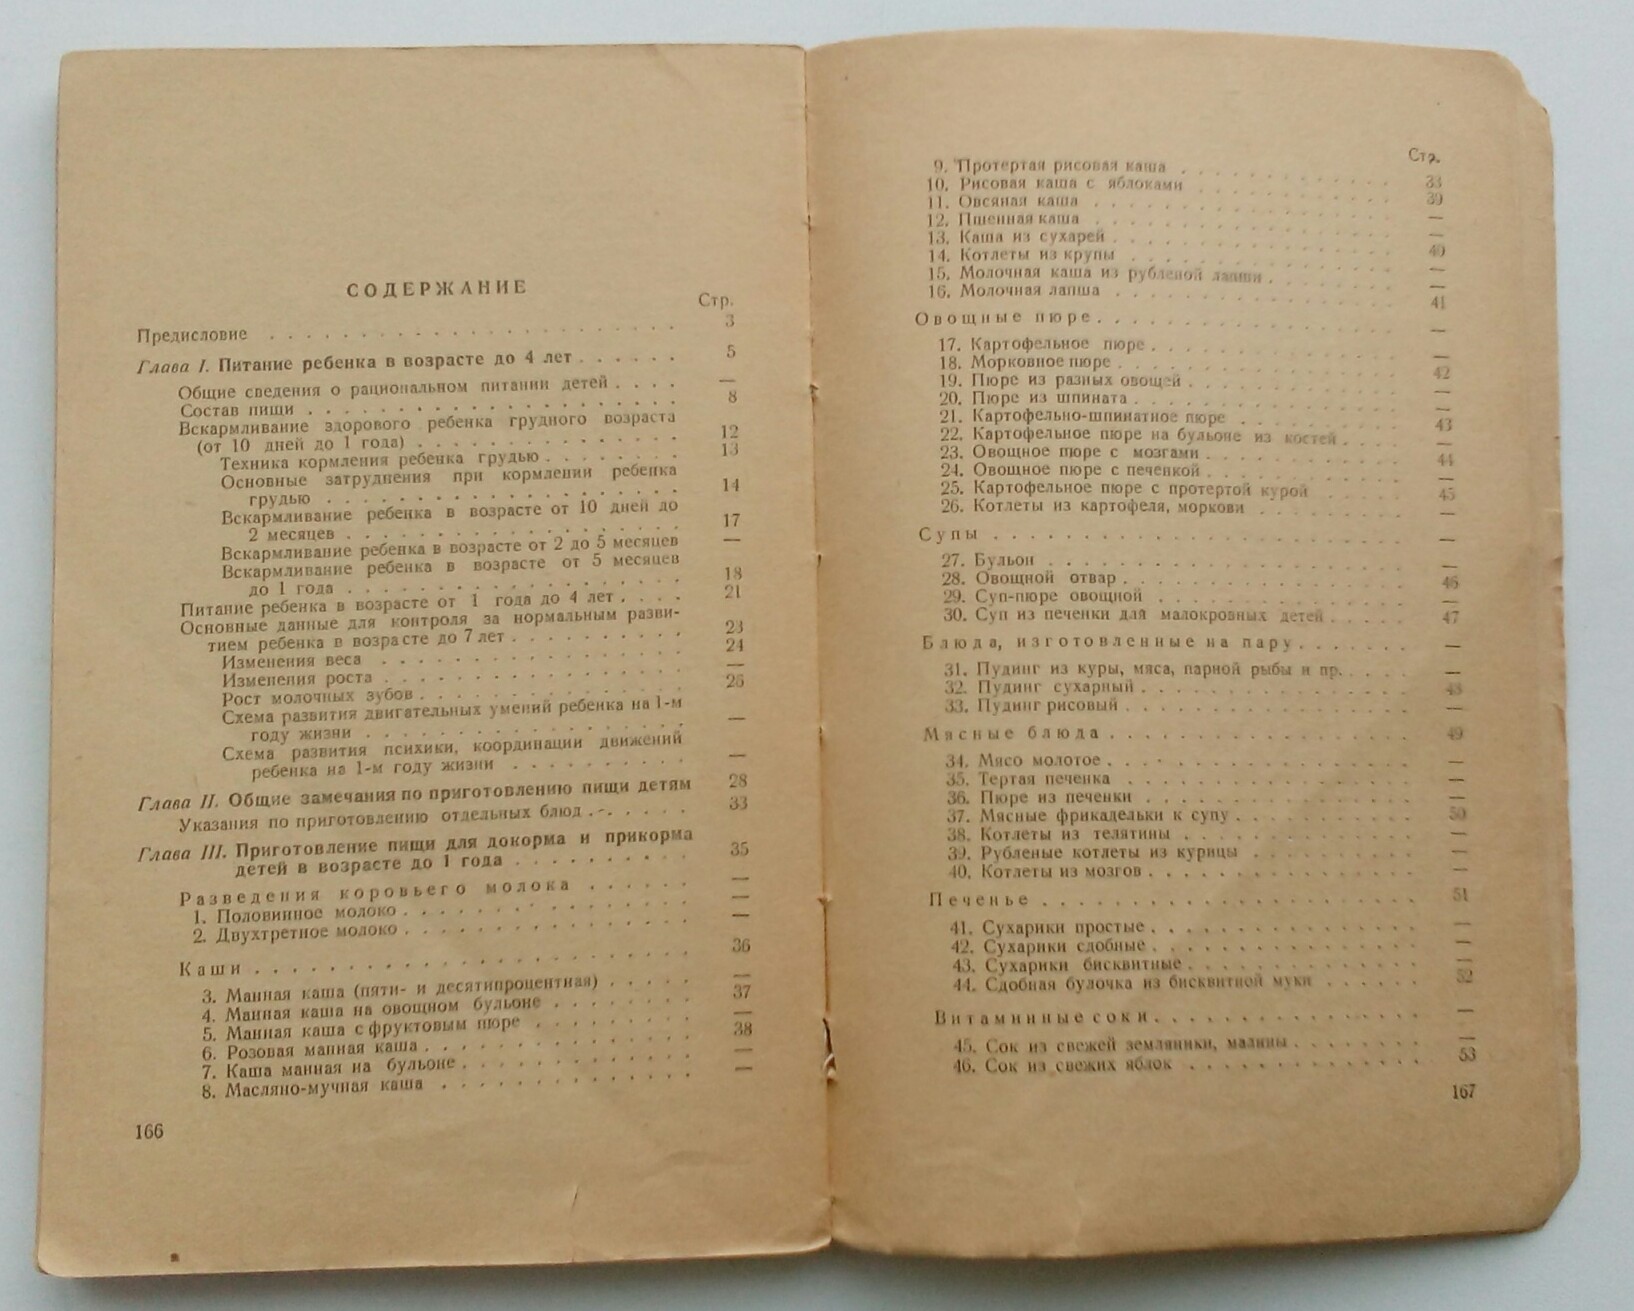 СОДЕРЖАНИЕ
Стр.
Предисловие . . . . . 3
Глава I. Питание ребенка в возрасте до 4 лет . . . . . 5
Общие сведения о рациональном питании детей . . . . —
Состав пищи . . . . . 8
Вскармливание здорового ребенка грудного возраста
(от 10 дней до 1 года) . . . . . 12
Техника кормления ребенка грудью . . . . . 13
Основные затруднения при кормлении ребенка
грудью . . . . . 14
Вскармливание ребенка в возрасте от 10 дней до
2 месяцев . . . . . 17
Вскармливание ребенка в возрасте от 2 до 5 месяцев —
Вскармливание ребенка в возрасте от 5 месяцев
до 1 года . . . . . 18
Питание ребенка в возрасте от 1 года до 4 лет . . . . 21
Основные данные для контроля за нормальным разви-
тием ребенка в возрасте до 7 лет . . . . . 23
Изменения веса . . . . . 24
Изменения роста . . . . . —
Рост молочных зубов . . . . . 25
Схема развития двигательных умений ребенка на 1-м
году жизни . . . . . —
Схема развития психики, координации движений
ребенка на 1-м году жизни . . . . . —
Глава II. Общие замечания по приготовлению пищи детям 28
Указания по приготовлению отдельных блюд . . . . . 33
Глава III. Приготовление пищи для докорма и прикорма
детей в возрасте до 1 года . . . . . 35
Разведения коровьего молока . . . . . —
1. Половинное молоко . . . . . —
2. Двухтретное молоко . . . . . —
Каши . . . . . 36
3. Манная каша (пяти- и десятипроцентная) . . . . . —
4. Манная каша на овощном бульоне . . . . . 37
5. Манная каша с фруктовым пюре . . . . . —
6. Розовая манная каша . . . . . 38
7. Каша манная на бульоне . . . . . —
8. Масляно-мучная каша . . . . . —
166
Стр.
9. Протертая рисовая каша . . . . .
10. Рисовая каша с яблоками . . . . . 39
11. Овсяная каша . . . . . —
12. Пшенная каша . . . . . —
13. Каша из сухарей . . . . . 40
14. Котлеты из крупы . . . . . —
15. Молочная каша из рубленой лапши . . . . . —
16. Молочная лапша . . . . . 41
Овощные пюре . . . . . —
17. Картофельное пюре . . . . . —
18. Морковное пюре . . . . . 42
19. Пюре из разных овощей . . . . . —
20. Пюре из шпината . . . . . —
21. Картофельно-шпинатное пюре . . . . . 43
22. Картофельное пюре на бульоне из костей . . . . —
23. Овощное пюре с мозгами . . . . . 44
24. Овощное пюре с печенкой . . . . . —
25. Картофельное пюре с протертой курой . . . . . 45
26. Котлеты из картофеля, моркови . . . . . —
Супы . . . . . —
27. Бульон . . . . . —
28. Овощной отвар . . . . . 46
29. Суп-пюре овощной . . . . . —
30. Суп из печенки для малокровных детей . . . . . 47
Блюда, изготовленные на пару . . . . . —
31. Пудинг из куры, мяса, парной рыбы и пр. . . . . —
32. Пудинг сухарный . . . . . 48
33. Пудинг рисовый . . . . . —
Мясные блюда . . . . . 49
34. Мясо молотое . . . . . —
35. Тертая печенка . . . . . —
36. Пюре из печенки . . . . . —
37. Мясные фрикадельки к супу . . . . . 50
38. Котлеты из телятины . . . . . —
39. Рубленые котлеты из курицы . . . . . —
40. Котлеты из мозгов . . . . . —
Печенье . . . . . 51
41. Сухарики простые . . . . . —
42. Сухарики сдобные . . . . . —
43. Сухарики бисквитные . . . . . —
44. Сдобная булочка из бисквитной муки . . . . . 52
Витаминные соки . . . . . —
45. Сок из свежей земляники, малины . . . . . —
46. Сок из свежих яблок . . . . . 53
167